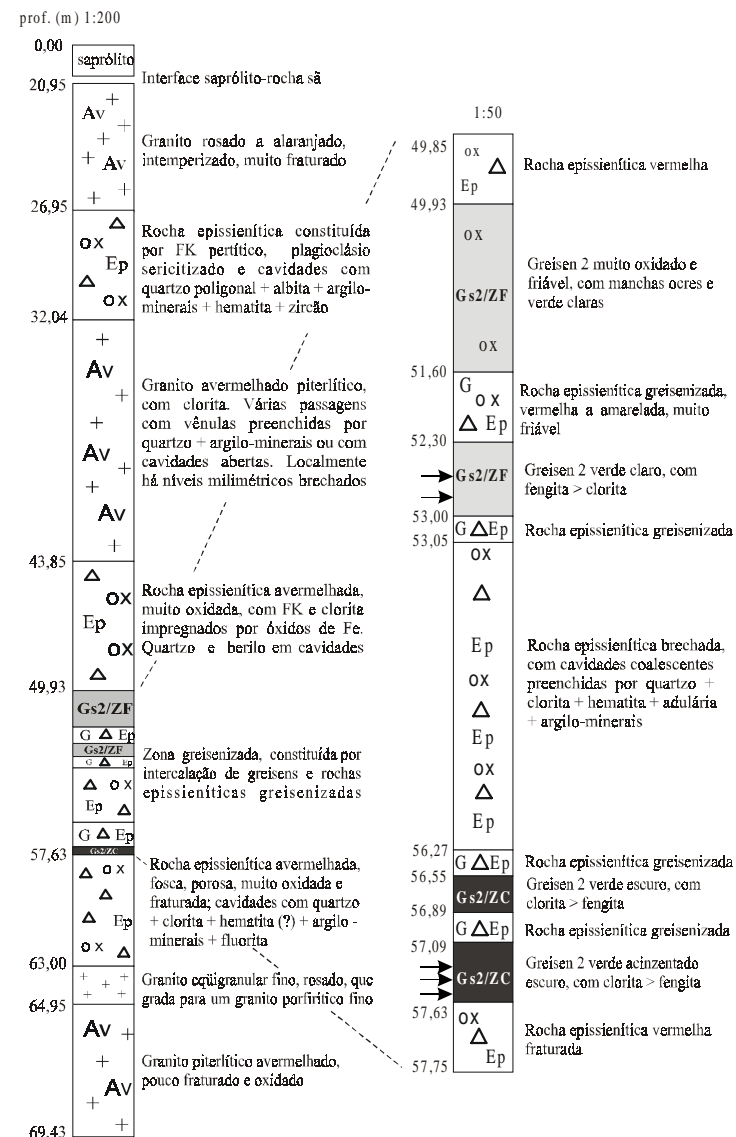 prof. (m) 1:200
0,00
saprólito
Interface saprólito-rocha sã
20,95
Av
Av
Granito rosado a alaranjado,
intemperizado, muito fraturado
26,95
ox
Ep
ox
Rocha epissienítica constituída
por FK pertítico, plagioclásio
sericitizado e cavidades com
quartzo poligonal + albita + argilo-
minerais + hematita + zircão
32,04
Av
Av
Av
Granito avermelhado piterlítico,
com clorita. Várias passagens
com vênulas preenchidas por
quartzo + argilo-minerais ou com
cavidades abertas. Localmente
há níveis milimétricos brechados
43,85
ox
Ep
ox
Rocha epissienítica avermelhada,
muito oxidada, com FK e clorita
impregnados por óxidos de Fe.
Quartzo e berilo em cavidades
49,93
Gs2/ZF
G Ep
Gs2/ZF
G Ep
ox
Ep
G Ep
Gs2/ZC
Zona greisenizada, constituída por
intercalação de greisens e rochas
epissieníticas greisenizadas
57,63
ox
Ep
ox
Rocha epissienítica avermelhada,
fosca, porosa, muito oxidada e
fraturada; cavidades com quartzo
+ clorita + hematita (?) + argilo -
minerais + fluorita
63,00
Granito eqüigranular fino, rosado, que
grada para um granito porfirítico fino
64,95
Av
Av
Granito piterlítico avermelhado,
pouco fraturado e oxidado
69,43
1:50
49,85
ox
Ep
Rocha epissienítica vermelha
49,93
ox
Gs2/ZF
ox
Greisen 2 muito oxidado e
friável, com manchas ocres e
verde claras
51,60
G
ox
Ep
Rocha epissienítica greisenizada,
vermelha a amarelada, muito
friável
52,30
Gs2/ZF
Greisen 2 verde claro, com
fengita > clorita
53,00
G Ep
Rocha epissienítica greisenizada
53,05
ox
Ep
ox
Ep
ox
Ep
Rocha epissienítica brechada,
com cavidades coalescentes
preenchidas por quartzo +
clorita + hematita + adulária
+ argilo-minerais
56,27
G Ep
Rocha epissienítica greisenizada
56,55
Gs2/ZC
Greisen 2 verde escuro, com
clorita > fengita
56,89
G Ep
Rocha epissienítica greisenizada
57,09
Gs2/ZC
Greisen 2 verde acinzentado
escuro, com clorita > fengita
57,63
ox
Ep
Rocha epissienítica vermelha
fraturada
57,75